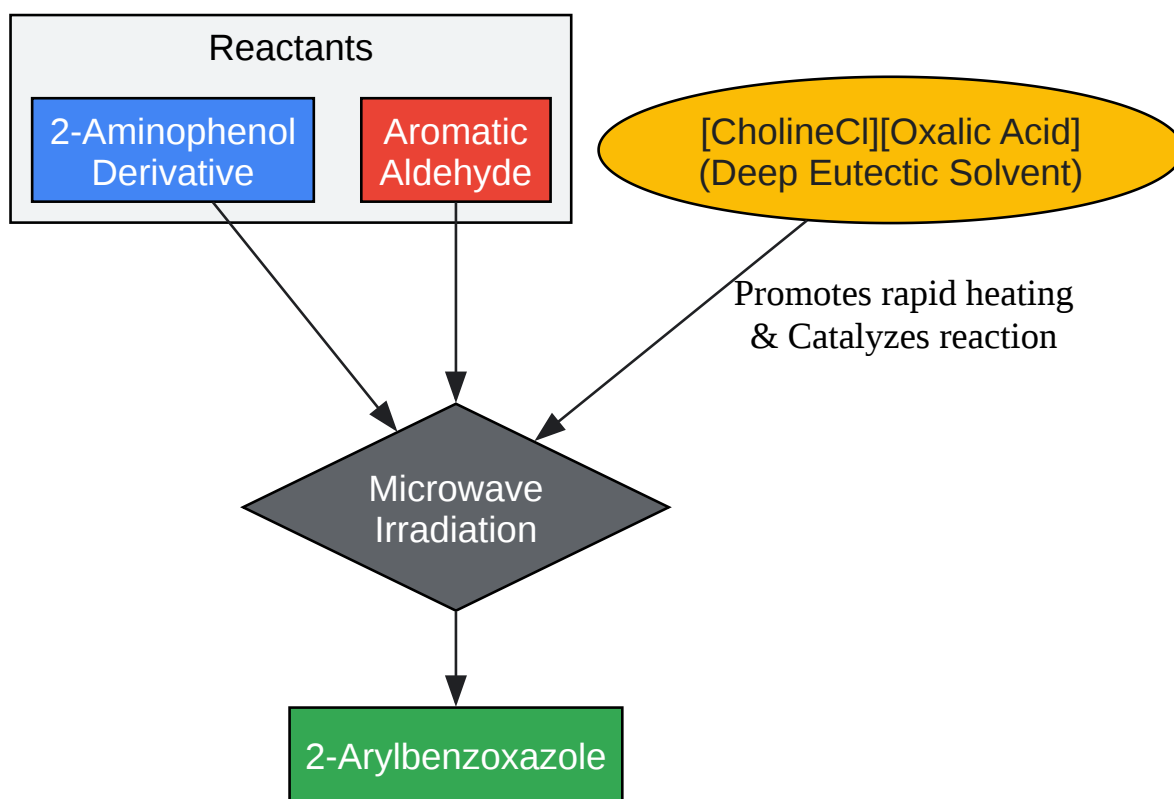 Reactants
2-Aminophenol
Derivative
Aromatic
Aldehyde
[CholineCl][Oxalic Acid]
(Deep Eutectic Solvent)
Promotes rapid heating
& Catalyzes reaction
Microwave
Irradiation
2-Arylbenzoxazole